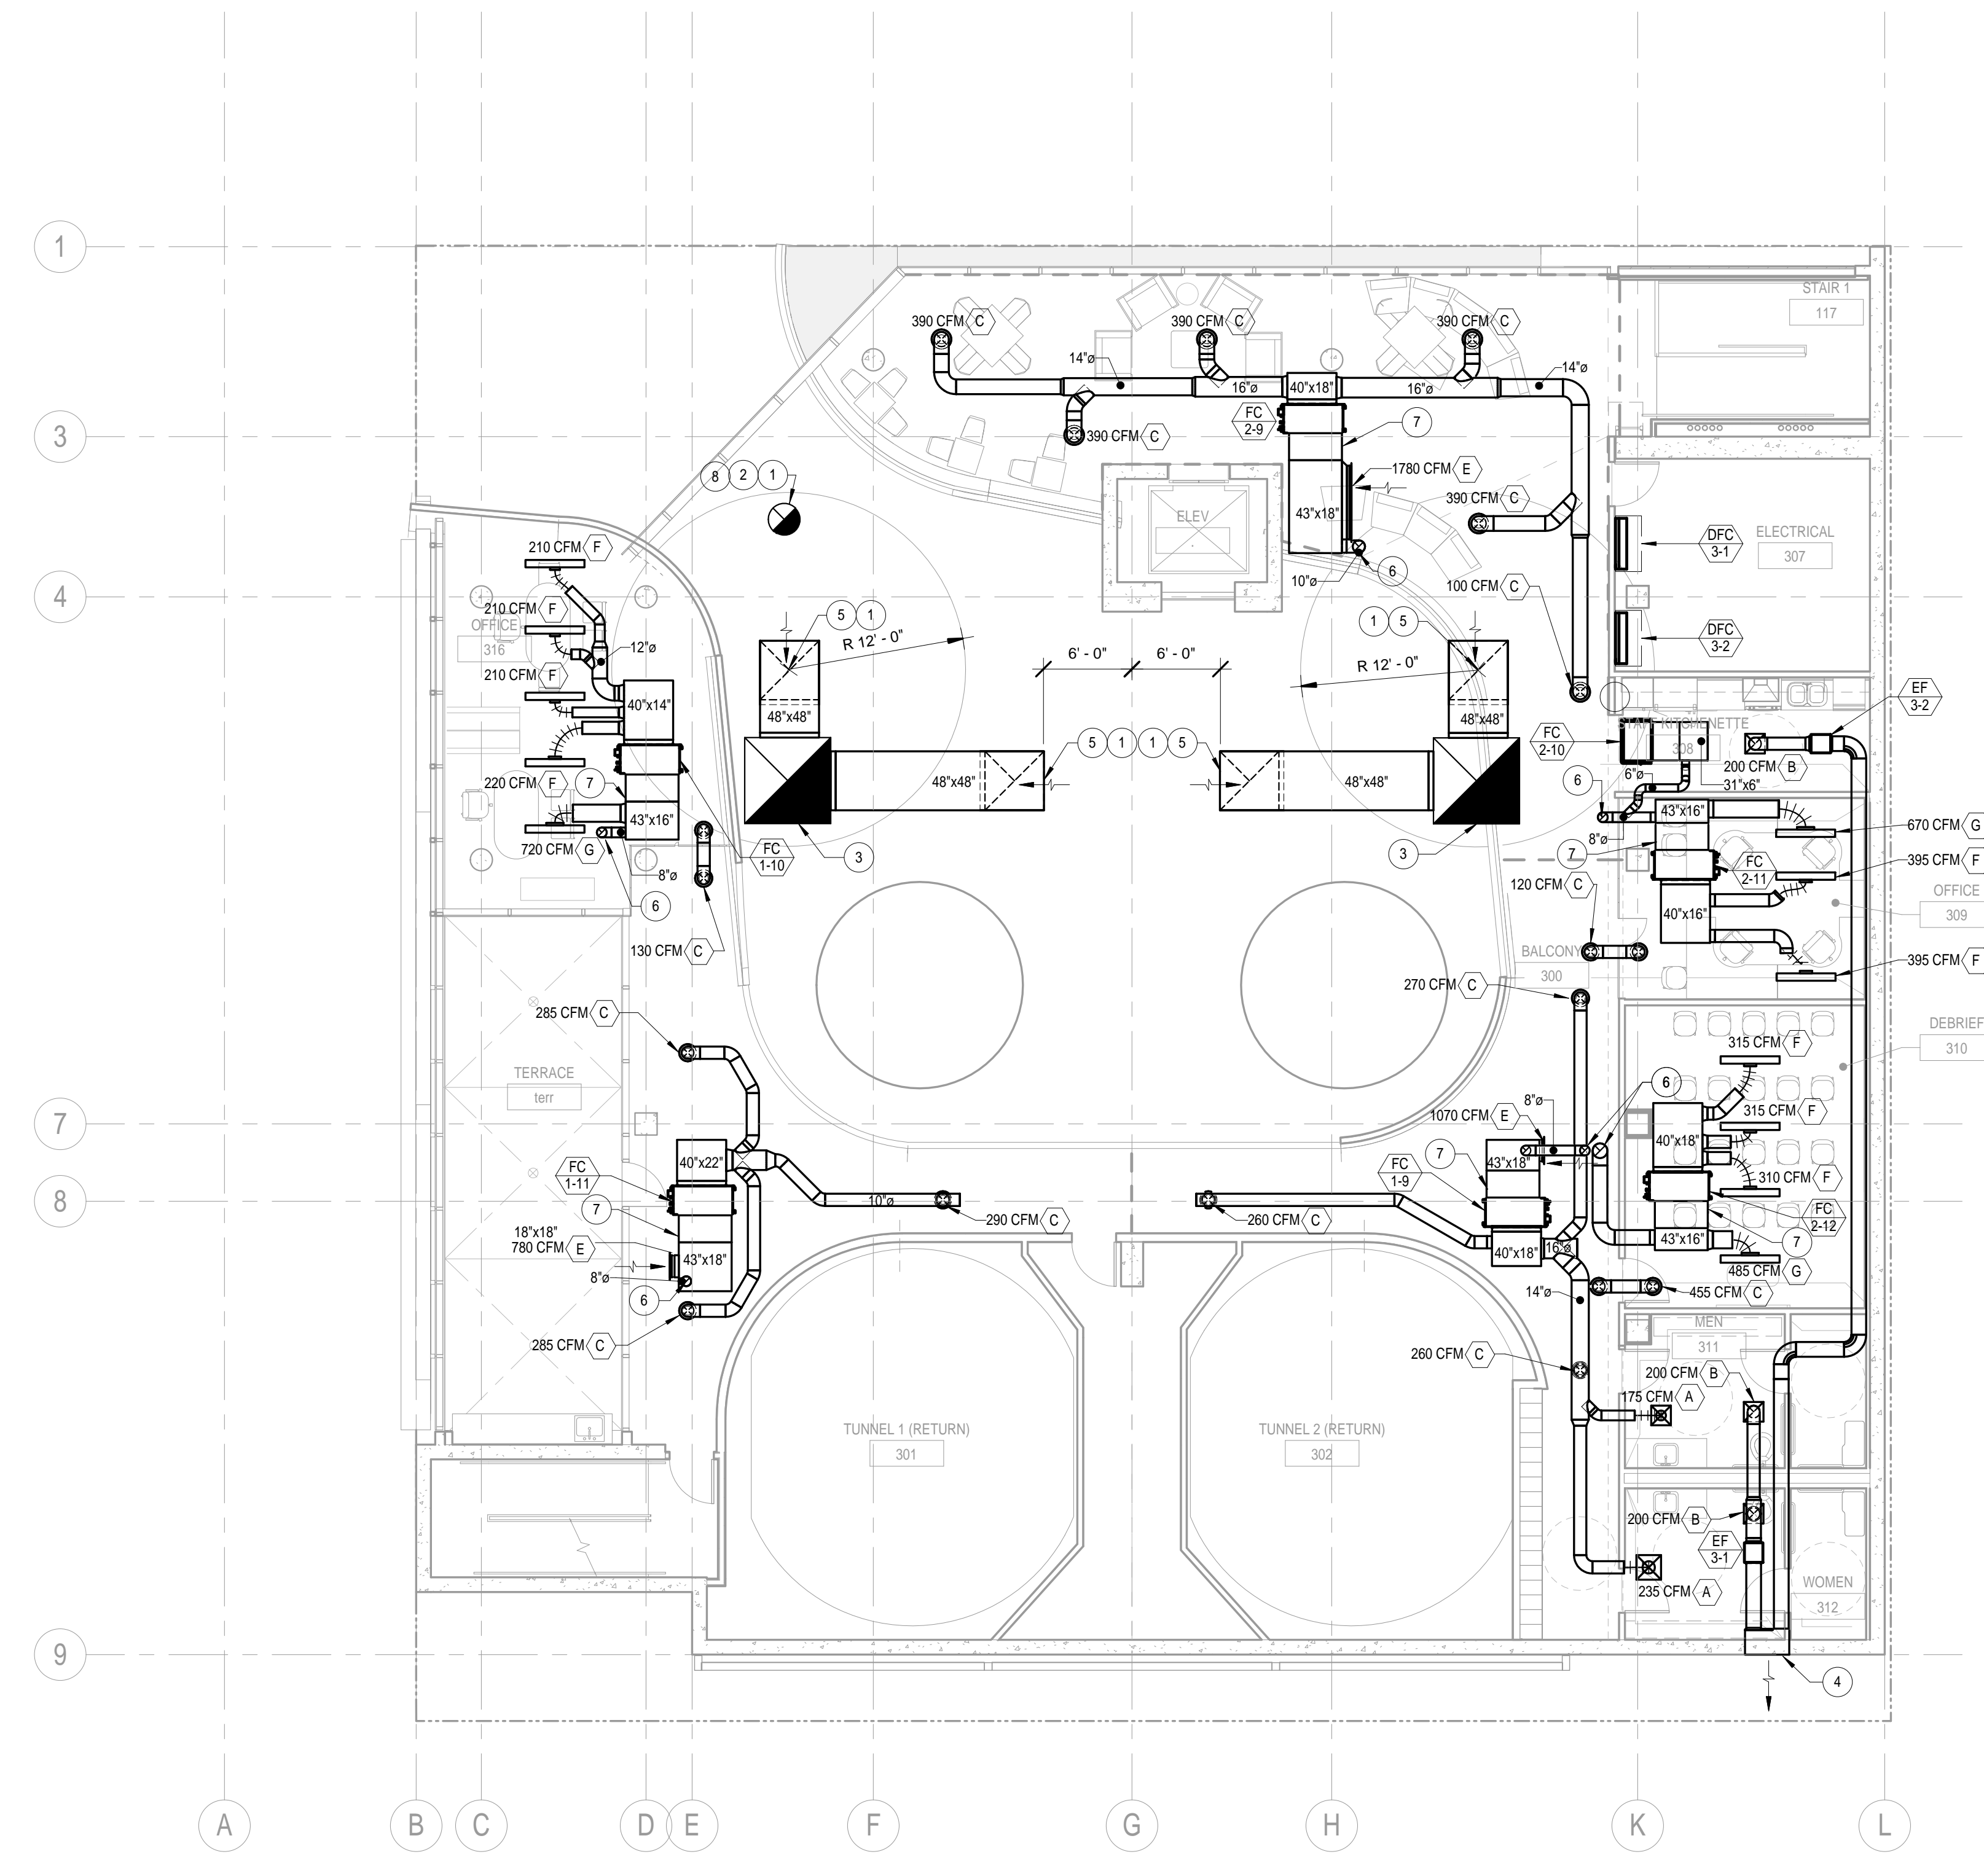 1
STAIR 1
117
390 CFM C
390 CFM C
390 CFM C
14"ø
16"ø
40"x18"
16"ø
14"ø
FC
2-9
7
3
390 CFM C
8 2 1
1780 CFM E
390 CFM C
43"x18"
ELEV
ELECTRICAL
307
DFC
3-1
210 CFM F
6
10"ø
4
100 CFM C
210 CFM F
OFFICE
316
12"ø
5 1
R 12' - 0"
6' - 0"
6' - 0"
1 5
R 12' - 0"
DFC
3-2
210 CFM F
40"x14"
48"x48"
48"x48"
EF
3-2
STAFF KITCHENETTE
308
FC
2-10
5 1 1 5
200 CFM B
220 CFM F
7
48"x48"
48"x48"
6
6"ø
31"x6"
43"x16"
43"x16"
670 CFM G
8"ø
720 CFM G
FC
1-10
3
3
7
FC
2-11
395 CFM F
8"ø
6
120 CFM C
OFFICE
309
40"x16"
130 CFM C
BALCONY
300
395 CFM F
270 CFM C
285 CFM C
DEBRIEF
310
315 CFM F
TERRACE
terr
6
8"ø
7
1070 CFM E
315 CFM F
40"x18"
40"x22"
7
43"x18"
FC
1-11
FC
1-9
310 CFM F
8
7
10"ø
290 CFM C
260 CFM C
FC
2-12
18"x18"
780 CFM E
43"x18"
40"x18"
16"ø
43"x16"
7
8"ø
6
485 CFM G
14"ø
455 CFM C
285 CFM C
260 CFM C
MEN
311
200 CFM B
175 CFM A
TUNNEL 1 (RETURN)
301
TUNNEL 2 (RETURN)
302
200 CFM B
EF
3-1
235 CFM A
WOMEN
312
9
4
A B C D E F G H K L